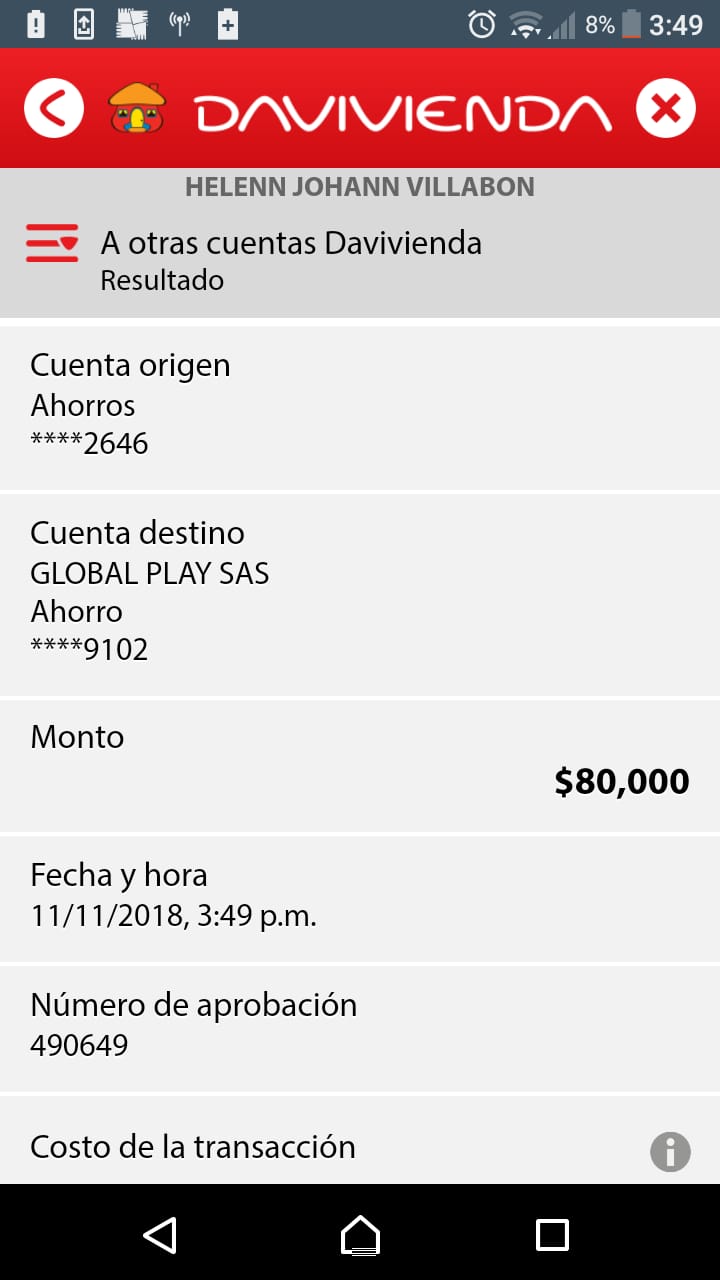 8% 3:49
DAVIVIENDA
HELENN JOHANN VILLABON
A otras cuentas Davivienda
Resultado
Cuenta origen
Ahorros
****2646
Cuenta destino
GLOBAL PLAY SAS
Ahorro
****9102
Monto
$80,000
Fecha y hora
11/11/2018, 3:49 p.m.
Número de aprobación
490649
Costo de la transacción